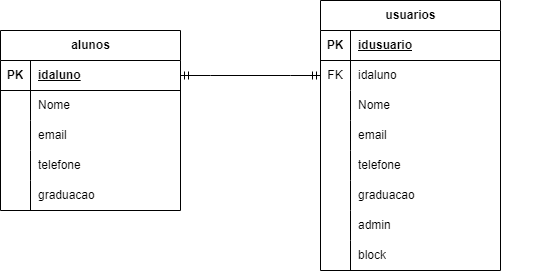 alunos
PK idaluno
Nome
email
telefone
graduacao
usuarios
PK idusuario
FK idaluno
Nome
email
telefone
graduacao
admin
block